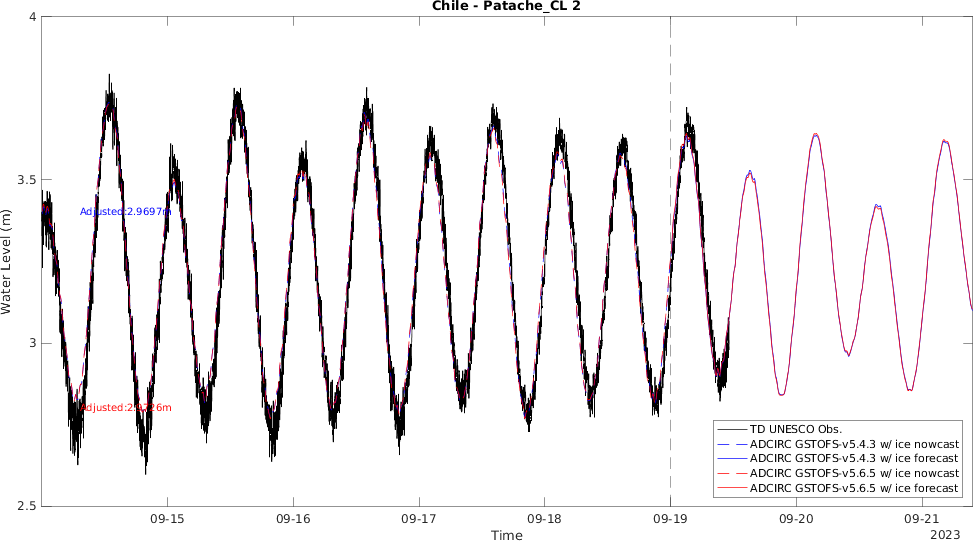 Chile - Patache_CL 2
4
3.5
3
2.5
Water Level (m)
Adjusted:2.9697m
Adjusted:2.9726m
TD UNESCO Obs.
ADCIRC GSTOFS-v5.4.3 w/ ice nowcast
ADCIRC GSTOFS-v5.4.3 w/ ice forecast
ADCIRC GSTOFS-v5.6.5 w/ ice nowcast
ADCIRC GSTOFS-v5.6.5 w/ ice forecast
09-15 09-16 09-17 09-18 09-19 09-20 09-21
Time
2023